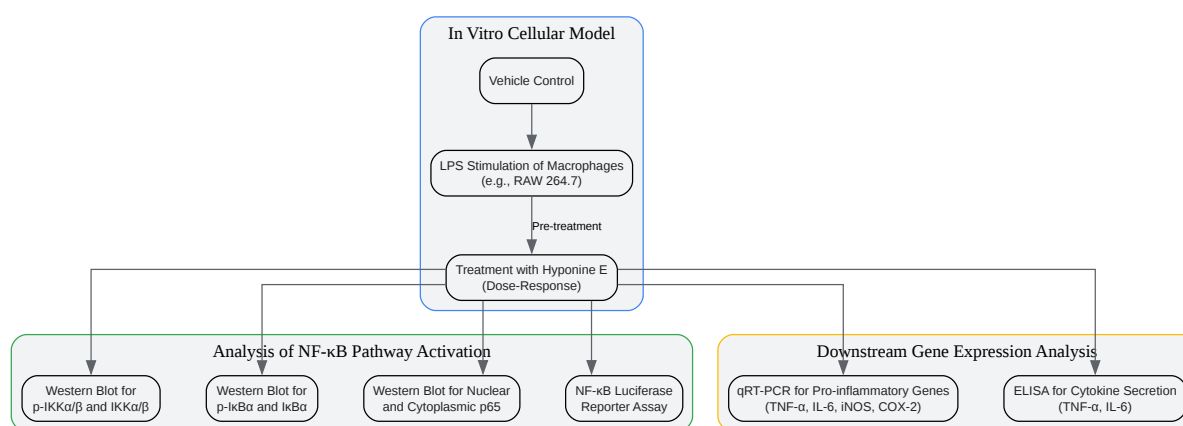 In Vitro Cellular Model
Vehicle Control
LPS Stimulation of Macrophages
(e.g., RAW 264.7)
Pre-treatment
Treatment with Hyponine E
(Dose-Response)
Analysis of NF-κB Pathway Activation
Western Blot for
p-IKKα/β and IKKα/β
Western Blot for
p-IκBα and IκBα
Western Blot for Nuclear
and Cytoplasmic p65
NF-κB Luciferase
Reporter Assay
Downstream Gene Expression Analysis
qRT-PCR for Pro-inflammatory Genes
(TNF-α, IL-6, iNOS, COX-2)
ELISA for Cytokine Secretion
(TNF-α, IL-6)